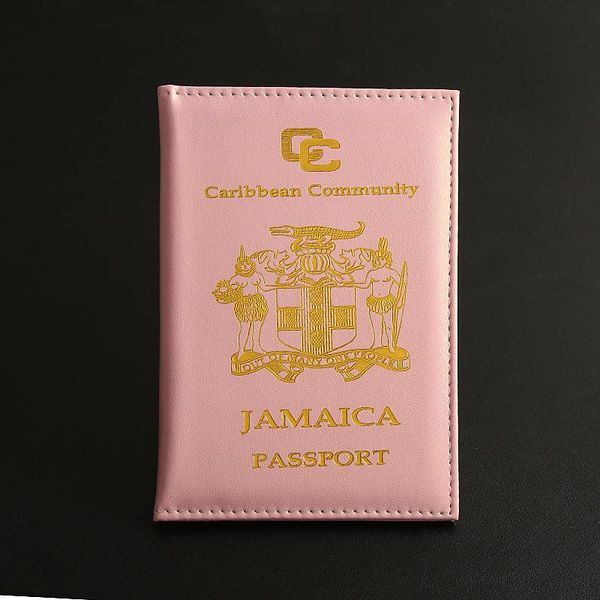 CC
Caribbean Community
OUT OF MANY ONE PEOPLE
JAMAICA
PASSPORT